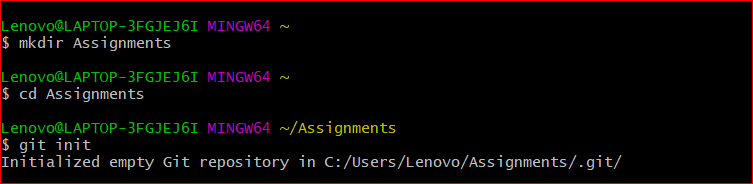 Lenovo@LAPTOP-3FGJEJ6I MINGW64 ~
$ mkdir Assignments
Lenovo@LAPTOP-3FGJEJ6I MINGW64 ~
$ cd Assignments
Lenovo@LAPTOP-3FGJEJ6I MINGW64 ~/Assignments
$ git init
Initialized empty Git repository in C:/Users/Lenovo/Assignments/.git/